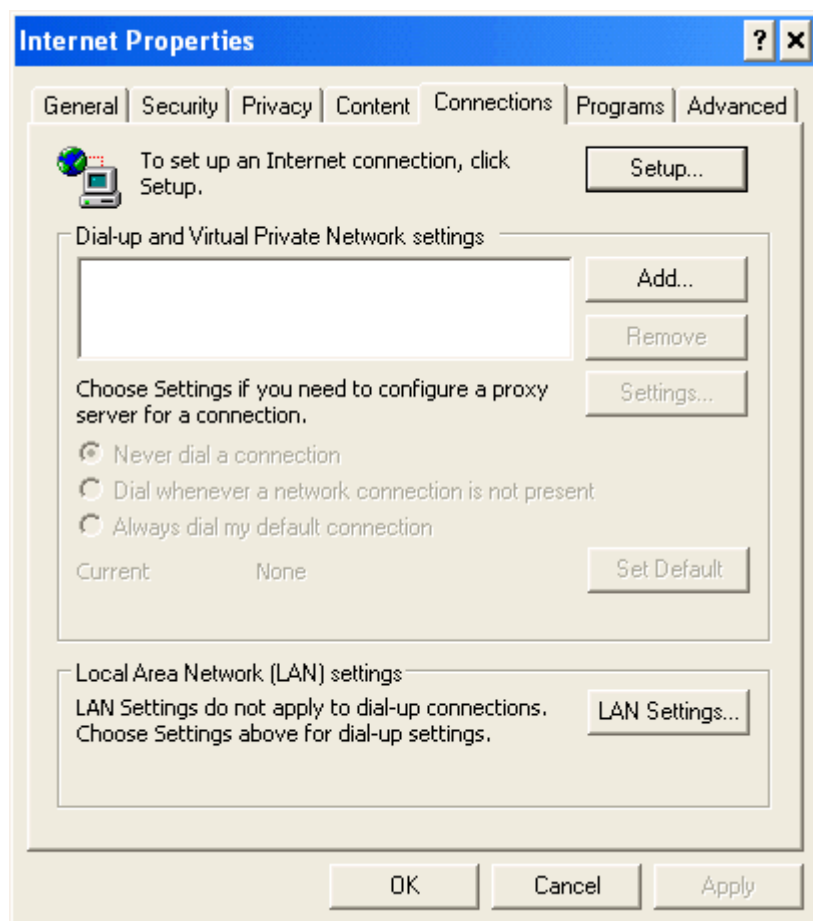 Internet Properties
? ×
General Security Privacy Content Connections Programs Advanced
To set up an Internet connection, click
Setup.
Setup...
Dial-up and Virtual Private Network settings
Add...
Remove
Choose Settings if you need to configure a proxy
server for a connection.
Settings...
Never dial a connection
Dial whenever a network connection is not present
Always dial my default connection
Current None
Set Default
Local Area Network (LAN) settings
LAN Settings do not apply to dial-up connections.
Choose Settings above for dial-up settings.
LAN Settings...
OK Cancel Apply